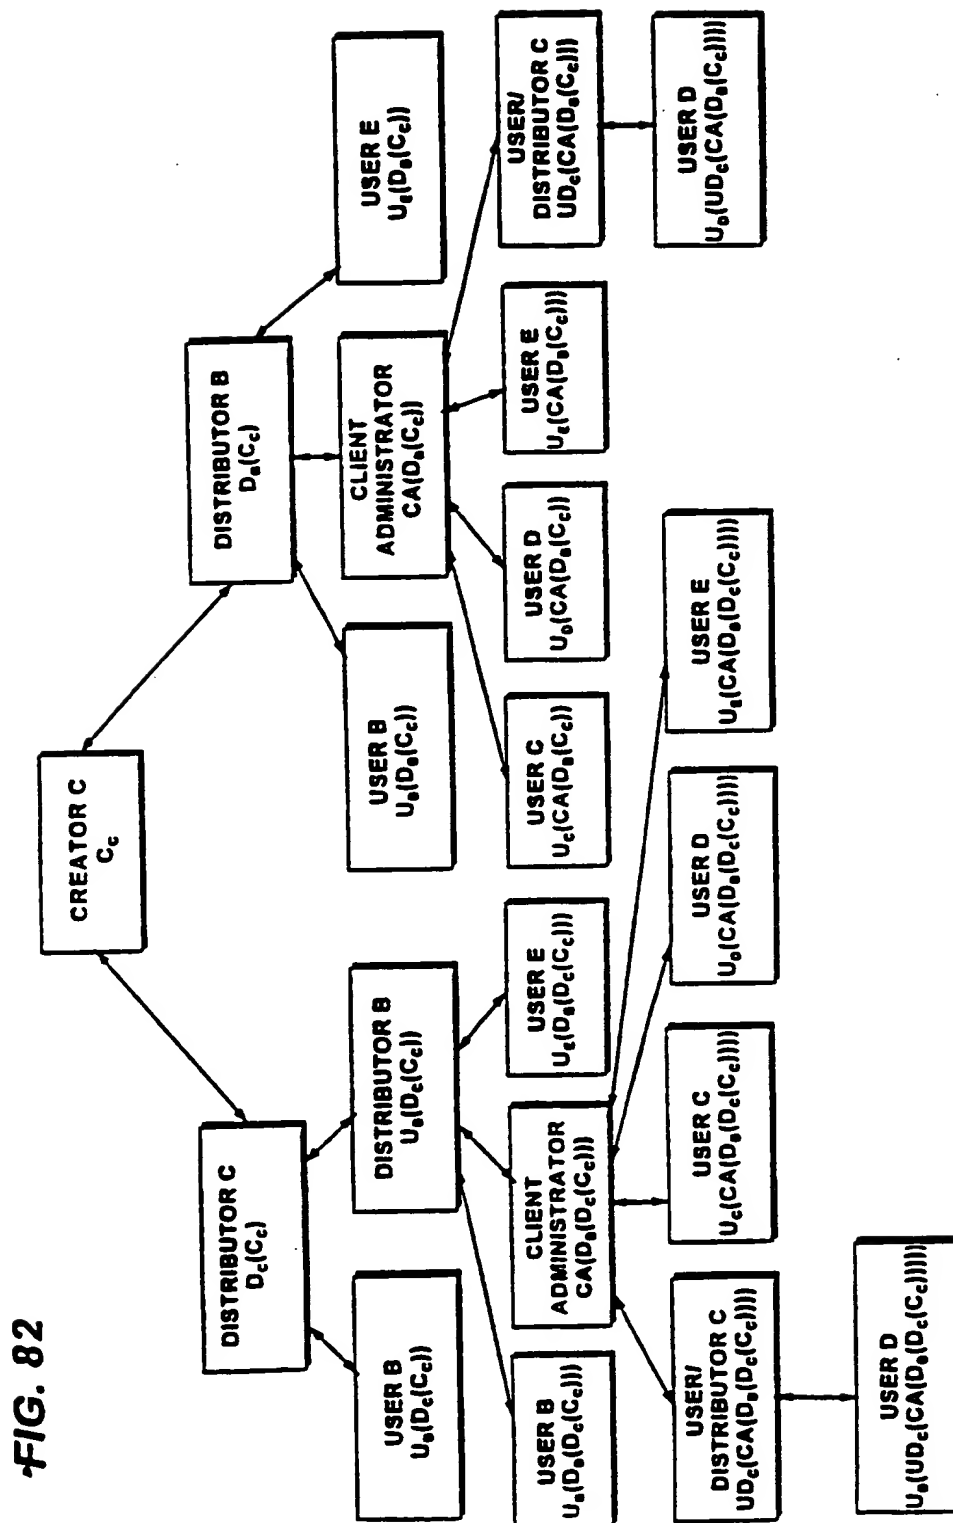 FIG. 82
CREATOR C
C_C
DISTRIBUTOR C
D_C(C_C)
DISTRIBUTOR B
D_B(C_C)
USER B
U_B(D_C(C_C))
DISTRIBUTOR B
U_B(D_C(C_C))
USER B
U_B(D_B(C_C))
CLIENT
ADMINISTRATOR
CA(D_B(C_C))
USER E
U_E(D_B(C_C))
USER B
U_B(D_B(D_C(C_C)))
CLIENT
ADMINISTRATOR
CA(D_B(D_C(C_C)))
USER E
U_E(D_B(D_C(C_C)))
USER C
U_C(CA(D_B(C_C))
USER D
U_D(CA(D_B(C_C))
USER E
U_E(CA(D_B(C_C)))
USER/
DISTRIBUTOR C
UD_C(CA(D_B(C_C)))
USER/
DISTRIBUTOR C
UD_C(CA(D_B(D_C(C_C))))
USER C
U_C(CA(D_B(D_C(C_C))))
USER D
U_D(CA(D_B(D_C(C_C))))
USER E
U_E(CA(D_B(D_C(C_C))))
USER D
U_D(UD_C(CA(D_B(C_C))))
USER D
U_B(UD_C(CA(D_B(D_C(C_C)))))